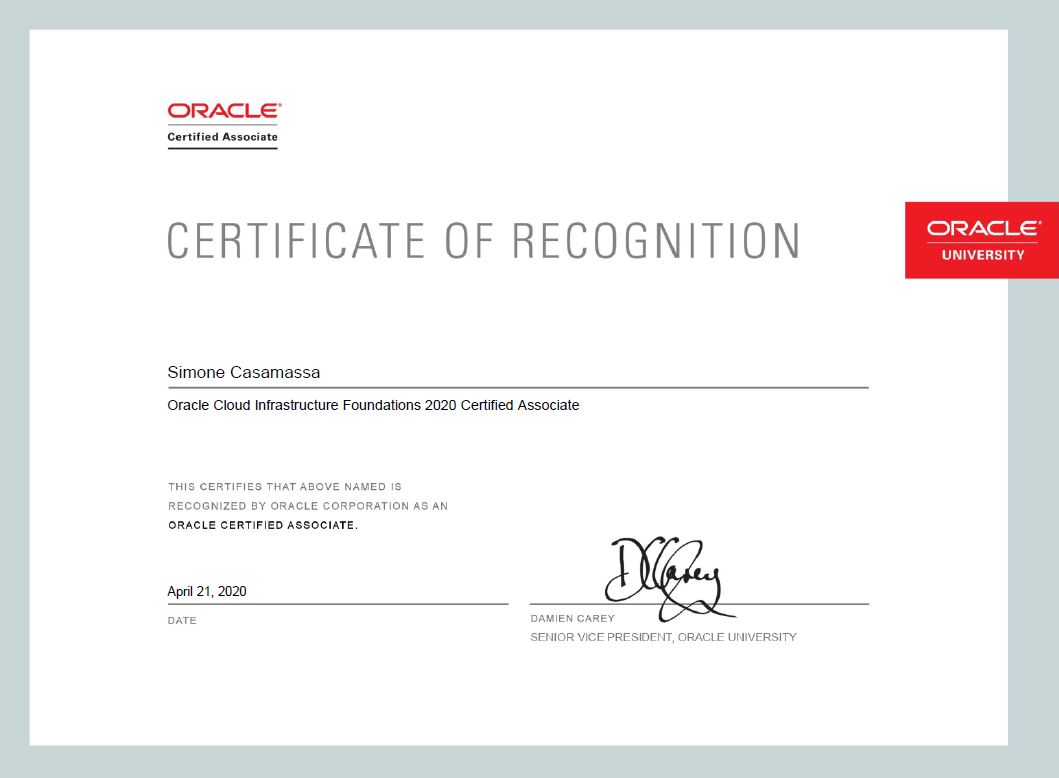 ORACLE®
Certified Associate
CERTIFICATE OF RECOGNITION
ORACLE®
UNIVERSITY
Simone Casamassa
Oracle Cloud Infrastructure Foundations 2020 Certified Associate
THIS CERTIFIES THAT ABOVE NAMED IS
RECOGNIZED BY ORACLE CORPORATION AS AN
ORACLE CERTIFIED ASSOCIATE.
April 21, 2020
DATE
DCarey
DAMIEN CAREY
SENIOR VICE PRESIDENT, ORACLE UNIVERSITY